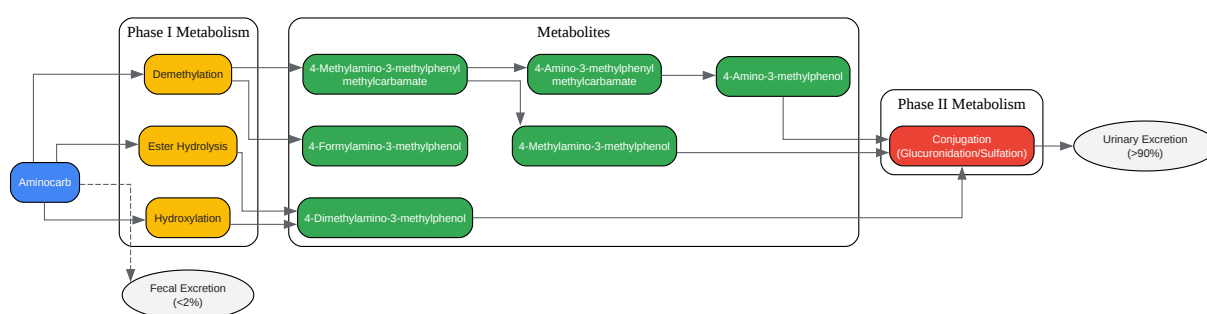 Phase I Metabolism
Metabolites
Demethylation
4-Methylamino-3-methylphenyl
methylcarbamate
4-Amino-3-methylphenyl
methylcarbamate
4-Amino-3-methylphenol
Phase II Metabolism
Ester Hydrolysis
4-Formylamino-3-methylphenol
4-Methylamino-3-methylphenol
Conjugation
(Glucuronidation/Sulfation)
Urinary Excretion
(>90%)
Aminocarb
Hydroxylation
4-Dimethylamino-3-methylphenol
Fecal Excretion
(<2%)